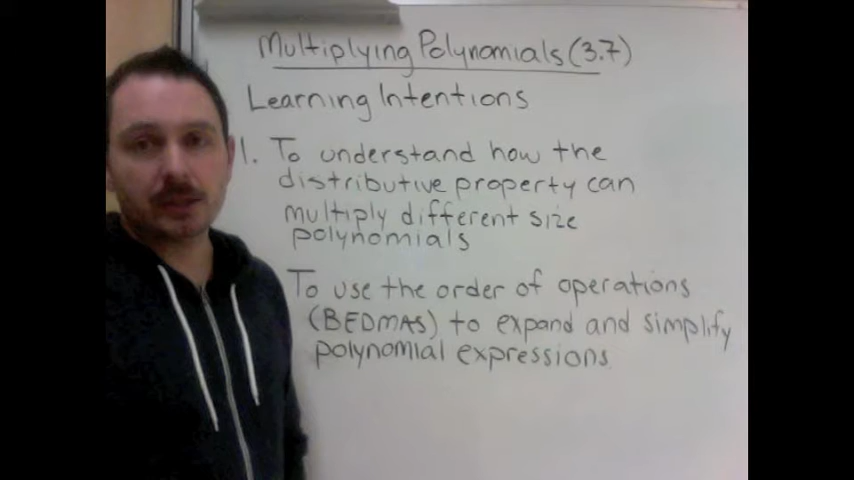 Multiplying Polynomials (3.7)
Learning Intentions
1. To understand how the
distributive property can
multiply different size
polynomials
To use the order of operations
(BEDMAS) to expand and simplify
polynomial expressions